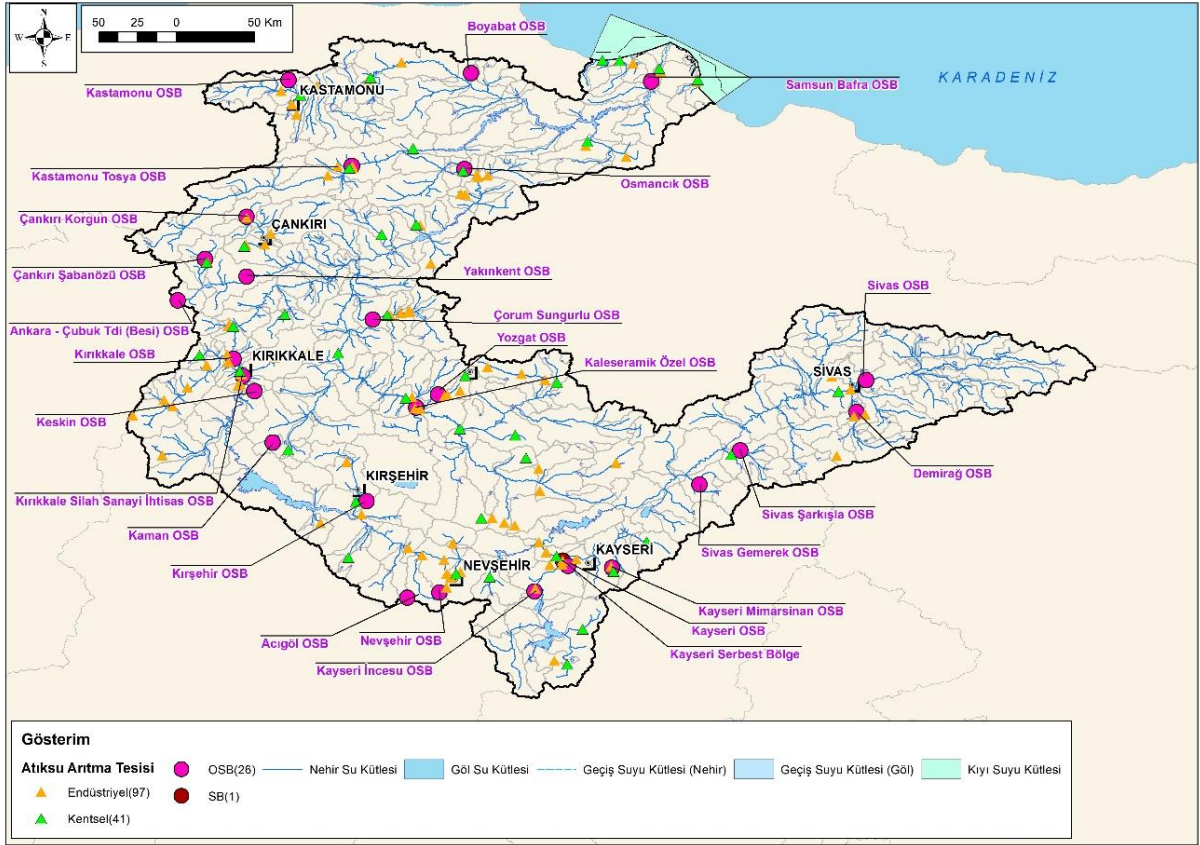 N
W E
S
50 25 0 50 Km
Boyabat OSB
KARADENİZ
Samsun Bafra OSB
Kastamonu OSB
KASTAMONU
Kastamonu Tosya OSB
Osmancık OSB
Çankırı Korgun OSB
ÇANKIRI
Çankırı Şabanözü OSB
Yakınkent OSB
Sivas OSB
Ankara - Çubuk Tdi (Besi) OSB
Çorum Sungurlu OSB
Yozgat OSB
Kırıkkale OSB
KIRIKKALE
Kaleseramik Özel OSB
SİVAS
Keskin OSB
Demirağ OSB
KIRŞEHİR
Kırıkkale Silah Sanayi İhtisas OSB
Sivas Şarkışla OSB
Kaman OSB
Sivas Gemerek OSB
KAYSERİ
Kırşehir OSB
NEVŞEHİR
Kayseri Mimarsinan OSB
Acıgöl OSB
Nevşehir OSB
Kayseri OSB
Kayseri İncesu OSB
Kayseri Serbest Bölge
Gösterim
Atıksu Arıtma Tesisi
OSB(26)
Nehir Su Kütlesi
Göl Su Kütlesi
Geçiş Suyu Kütlesi (Nehir)
Geçiş Suyu Kütlesi (Göl)
Kıyı Suyu Kütlesi
Endüstriyel(97)
SB(1)
Kentsel(41)